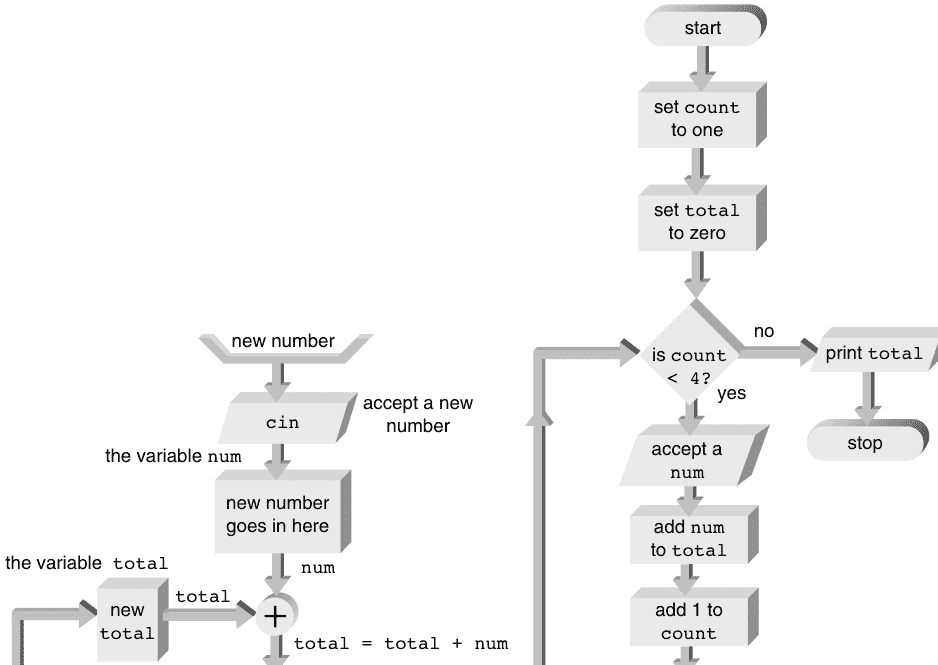 start
set count
to one
set total
to zero
is count
< 4?
no
print total
stop
yes
accept a
num
add num
to total
add 1 to
count
new number
cin
accept a new
number
the variable num
new number
goes in here
num
the variable total
new
total
total
+
total = total + num